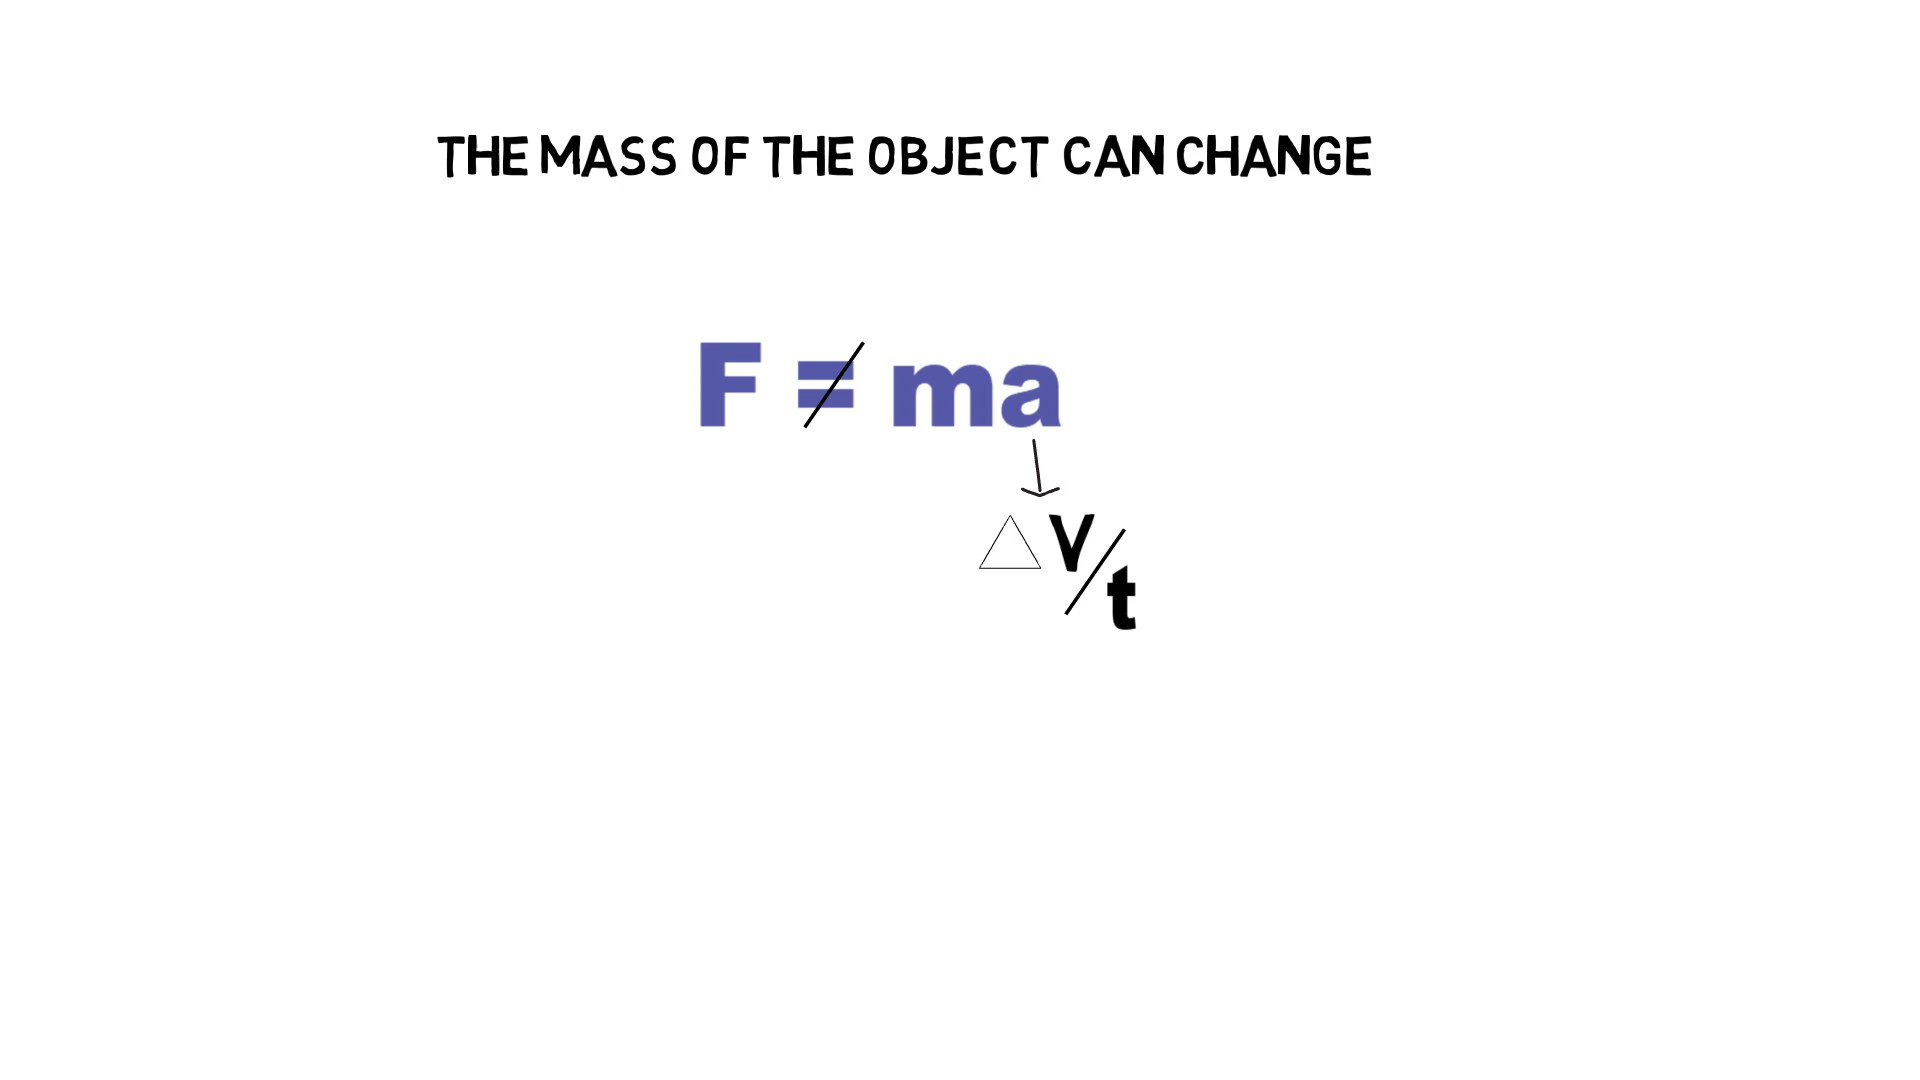 THE MASS OF THE OBJECT CAN CHANGE
F ≠ ma
△V/t